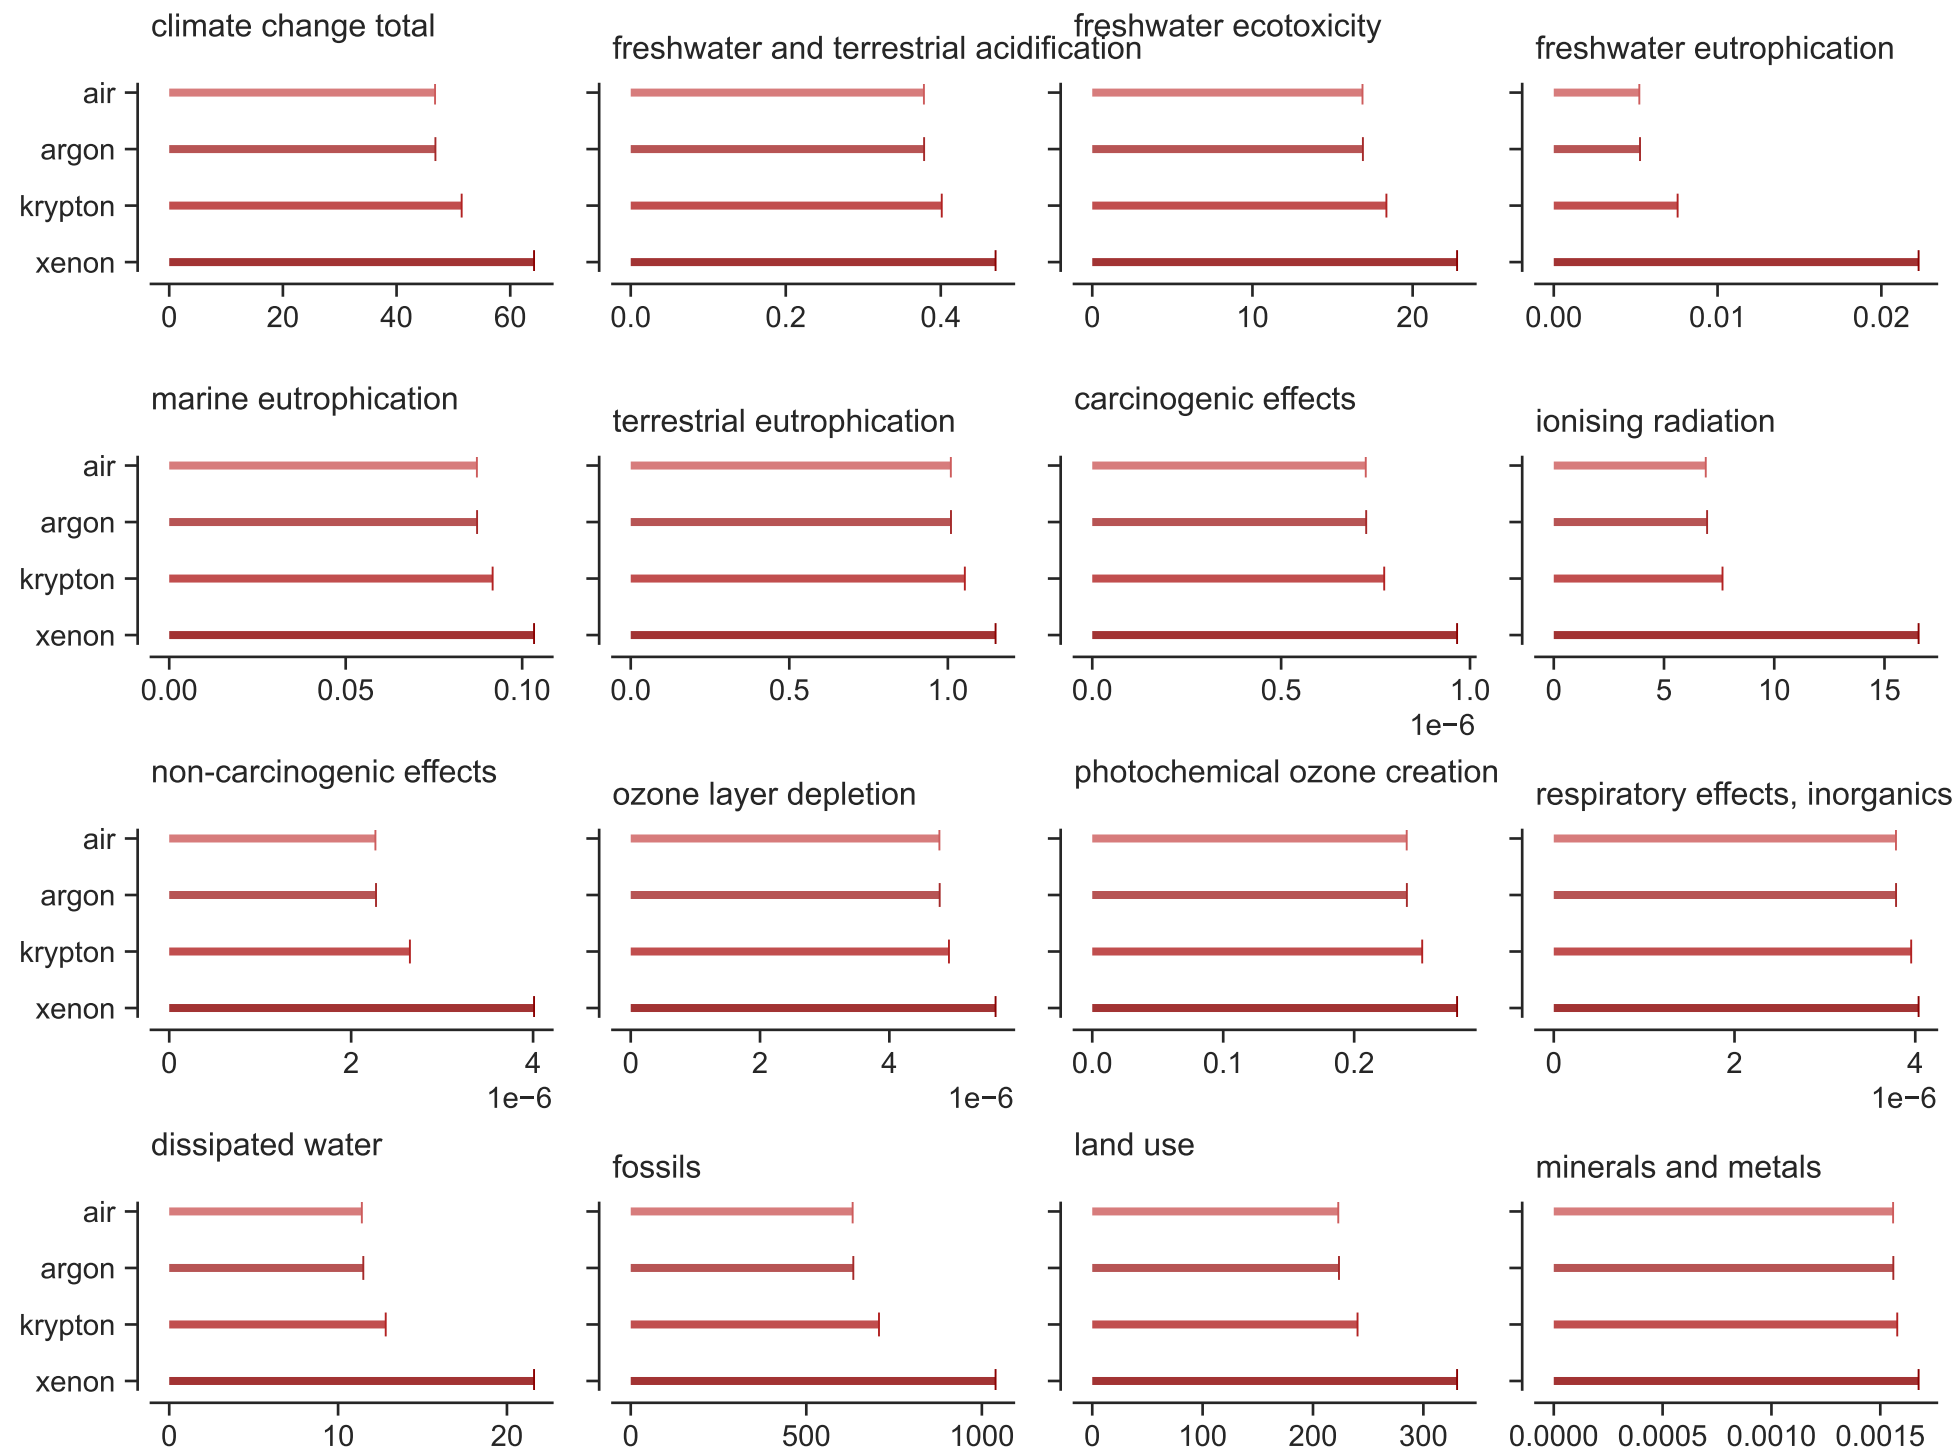 climate change total
freshwater and terrestrial acidification
freshwater ecotoxicity
freshwater eutrophication
air
argon
krypton
xenon
0 20 40 60
0.0 0.2 0.4
0 10 20
0.00 0.01 0.02
marine eutrophication
terrestrial eutrophication
carcinogenic effects
ionising radiation
air
argon
krypton
xenon
0.00 0.05 0.10
0.0 0.5 1.0
0.0 0.5 1.0
1e−6
0 5 10 15
non-carcinogenic effects
ozone layer depletion
photochemical ozone creation
respiratory effects, inorganics
air
argon
krypton
xenon
0 2 4
1e−6
0 2 4
1e−6
0.0 0.1 0.2
0 2 4
1e−6
dissipated water
fossils
land use
minerals and metals
air
argon
krypton
xenon
0 10 20
0 500 1000
0 100 200 300
0.0000 0.0005 0.0010 0.0015